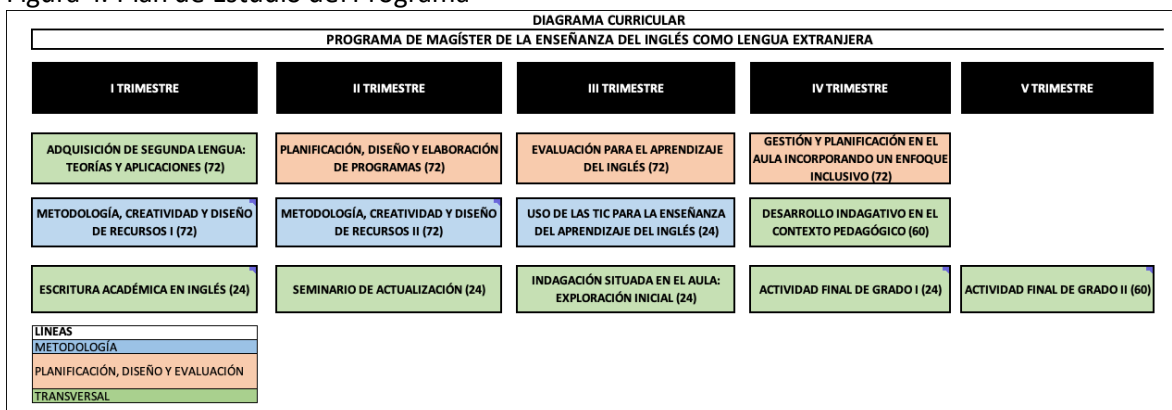 Figura 4. Plan de Estudio del Programa
DIAGRAMA CURRICULAR
PROGRAMA DE MAGÍSTER DE LA ENSEÑANZA DEL INGLÉS COMO LENGUA EXTRANJERA
I TRIMESTRE
II TRIMESTRE
III TRIMESTRE
IV TRIMESTRE
V TRIMESTRE
ADQUISICIÓN DE SEGUNDA LENGUA:
TEORÍAS Y APLICACIONES (72)
PLANIFICACIÓN, DISEÑO Y ELABORACIÓN
DE PROGRAMAS (72)
EVALUACIÓN PARA EL APRENDIZAJE
DEL INGLÉS (72)
GESTIÓN Y PLANIFICACIÓN EN EL
AULA INCORPORANDO UN ENFOQUE
INCLUSIVO (72)
METODOLOGÍA, CREATIVIDAD Y DISEÑO
DE RECURSOS I (72)
METODOLOGÍA, CREATIVIDAD Y DISEÑO
DE RECURSOS II (72)
USO DE LAS TIC PARA LA ENSEÑANZA
DEL APRENDIZAJE DEL INGLÉS (24)
DESARROLLO INDAGATIVO EN EL
CONTEXTO PEDAGÓGICO (60)
ESCRITURA ACADÉMICA EN INGLÉS (24)
SEMINARIO DE ACTUALIZACIÓN (24)
INDAGACIÓN SITUADA EN EL AULA:
EXPLORACIÓN INICIAL (24)
ACTIVIDAD FINAL DE GRADO I (24)
ACTIVIDAD FINAL DE GRADO II (60)
LINEAS
METODOLOGÍA
PLANIFICACIÓN, DISEÑO Y EVALUACIÓN
TRANSVERSAL